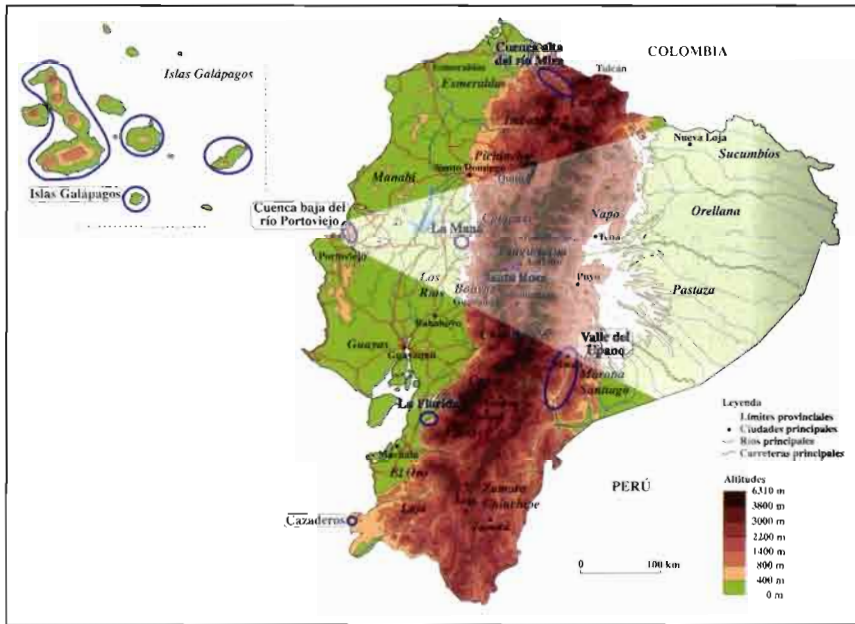 Islas Galápagos
Islas Galápagos
COLOMBIA
Cuenca alta
del río Mira
Tulcán
Esmeraldas
Esmeraldas
Imbabura
Nueva Loja
Sucumbíos
Pichincha
Santo Domingo
Quito
Manabí
Cuenca baja del
río Portoviejo
Orellana
Napo
Cotopaxi
La Maná
Tena
Portoviejo
Los
Ríos
Bolívar
Puyo
Pastaza
Babahoyo
Guayas
Guayaquil
Valle del
Upano
Morona
Santiago
La Florida
Machala
El Oro
Cazaderos
Loja
Loja
Zamora
Chinchipe
Zamora
PERÚ
0 100 km
Leyenda
Límites provinciales
Ciudades principales
Ríos principales
Carreteras principales
Altitudes
6310 m
3800 m
3000 m
2200 m
1400 m
800 m
400 m
0 m